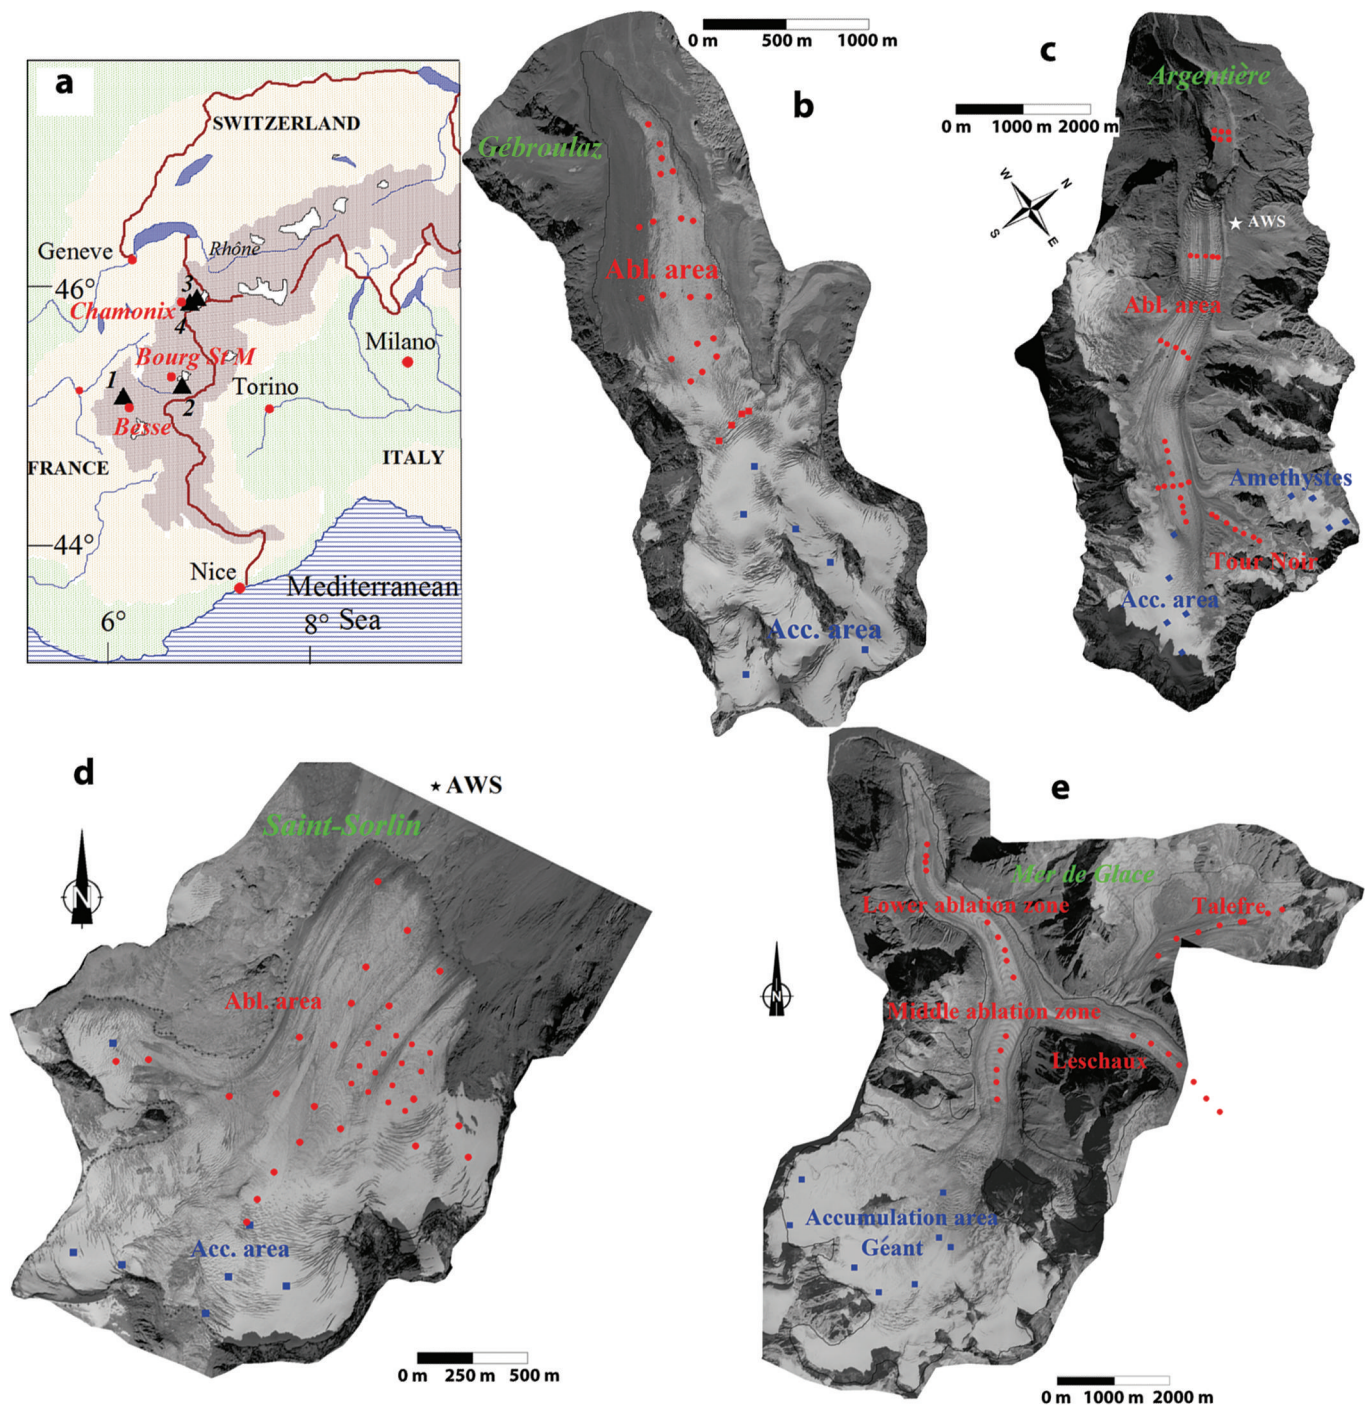 a
SWITZERLAND
Geneve
Rhône
46°
3
Chamonix
4
Bourg St M
Milano
1
2
Torino
Besse
FRANCE
ITALY
44°
Nice
Mediterranean
Sea
6°
8°
0 m 500 m 1000 m
b
Gébroulaz
Abl. area
Acc. area
c
Argentière
0 m 1000 m 2000 m
W N
S E
AWS
Abl. area
Amethystes
Tour Noir
Acc. area
d
AWS
Saint-Sorlin
N
Abl. area
Acc. area
0 m 250 m 500 m
e
Mer de Glace
Lower ablation zone
Talefre
N
Middle ablation zone
Leschaux
Accumulation area
Géant
0 m 1000 m 2000 m